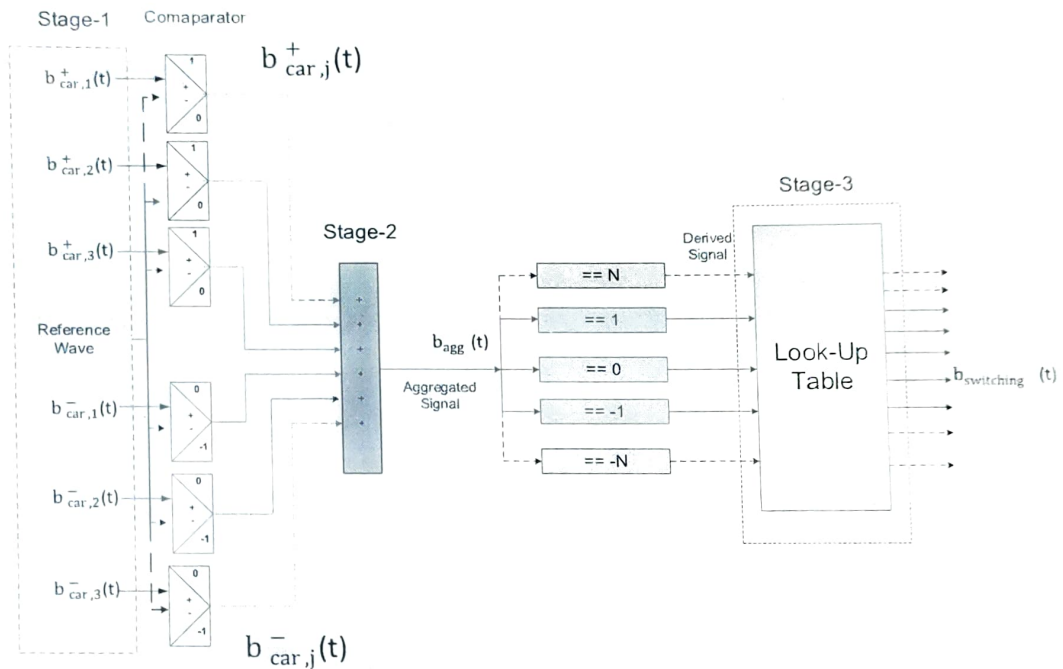 Stage-1
Comaparator
b⁺car,j(t)
b⁺car,1(t)
1
+
-
0
b⁺car,2(t)
1
+
-
0
b⁺car,3(t)
1
+
-
0
Reference
Wave
b⁻car,1(t)
0
+
-
-1
b⁻car,2(t)
0
+
-
-1
b⁻car,3(t)
0
+
-
-1
b⁻car,j(t)
Stage-2
+
+
+
+
+
+
bagg (t)
Aggregated
Signal
== N
== 1
== 0
== -1
== -N
Derived
Signal
Stage-3
Look-Up
Table
bswitching (t)